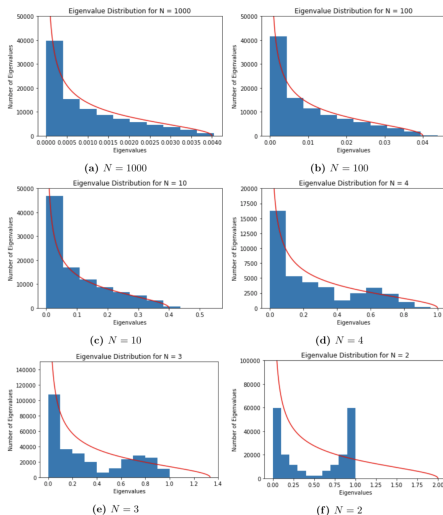 Eigenvalue Distribution for N = 1000
Number of Eigenvalues
50000
40000
30000
20000
10000
0
0.0000 0.0005 0.0010 0.0015 0.0020 0.0025 0.0030 0.0035 0.0040
Eigenvalues
(a) N = 1000
Eigenvalue Distribution for N = 100
Number of Eigenvalues
50000
40000
30000
20000
10000
0
0.00 0.01 0.02 0.03 0.04
Eigenvalues
(b) N = 100
Eigenvalue Distribution for N = 10
Number of Eigenvalues
50000
40000
30000
20000
10000
0
0.0 0.1 0.2 0.3 0.4 0.5
Eigenvalues
(c) N = 10
Eigenvalue Distribution for N = 4
Number of Eigenvalues
20000
17500
15000
12500
10000
7500
5000
2500
0
0.0 0.2 0.4 0.6 0.8 1.0
Eigenvalues
(d) N = 4
Eigenvalue Distribution for N = 3
Number of Eigenvalues
140000
120000
100000
80000
60000
40000
20000
0
0.0 0.2 0.4 0.6 0.8 1.0 1.2 1.4
Eigenvalues
(e) N = 3
Eigenvalue Distribution for N = 2
Number of Eigenvalues
100000
80000
60000
40000
20000
0
0.00 0.25 0.50 0.75 1.00 1.25 1.50 1.75 2.00
Eigenvalues
(f) N = 2